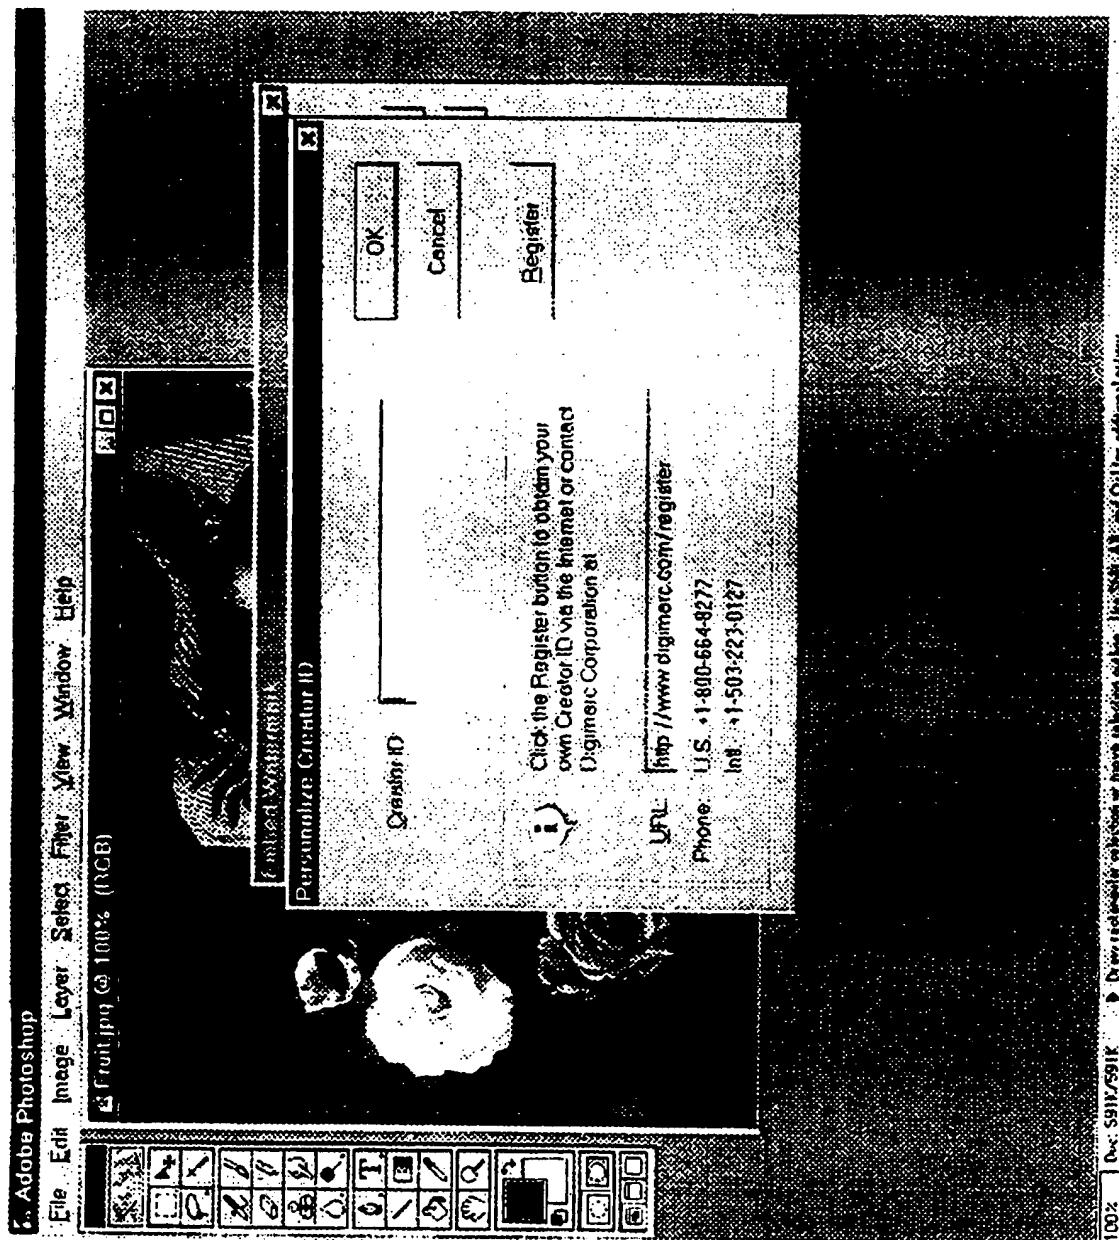 Adobe Photoshop
File Edit Image Layer Select Filter View Window Help
Fruit.jpg @ 100% (RGB)
Embed Watermark
Personalize Creator ID
Creator ID:
OK
Cancel
Register
Click the Register button to obtain your
own Creator ID via the Internet or contact
Digimarc Corporation at
URL: http://www.digimarc.com/register
Phone: U.S. +1-800-664-8277
Intl. +1-503-223-0127
100%